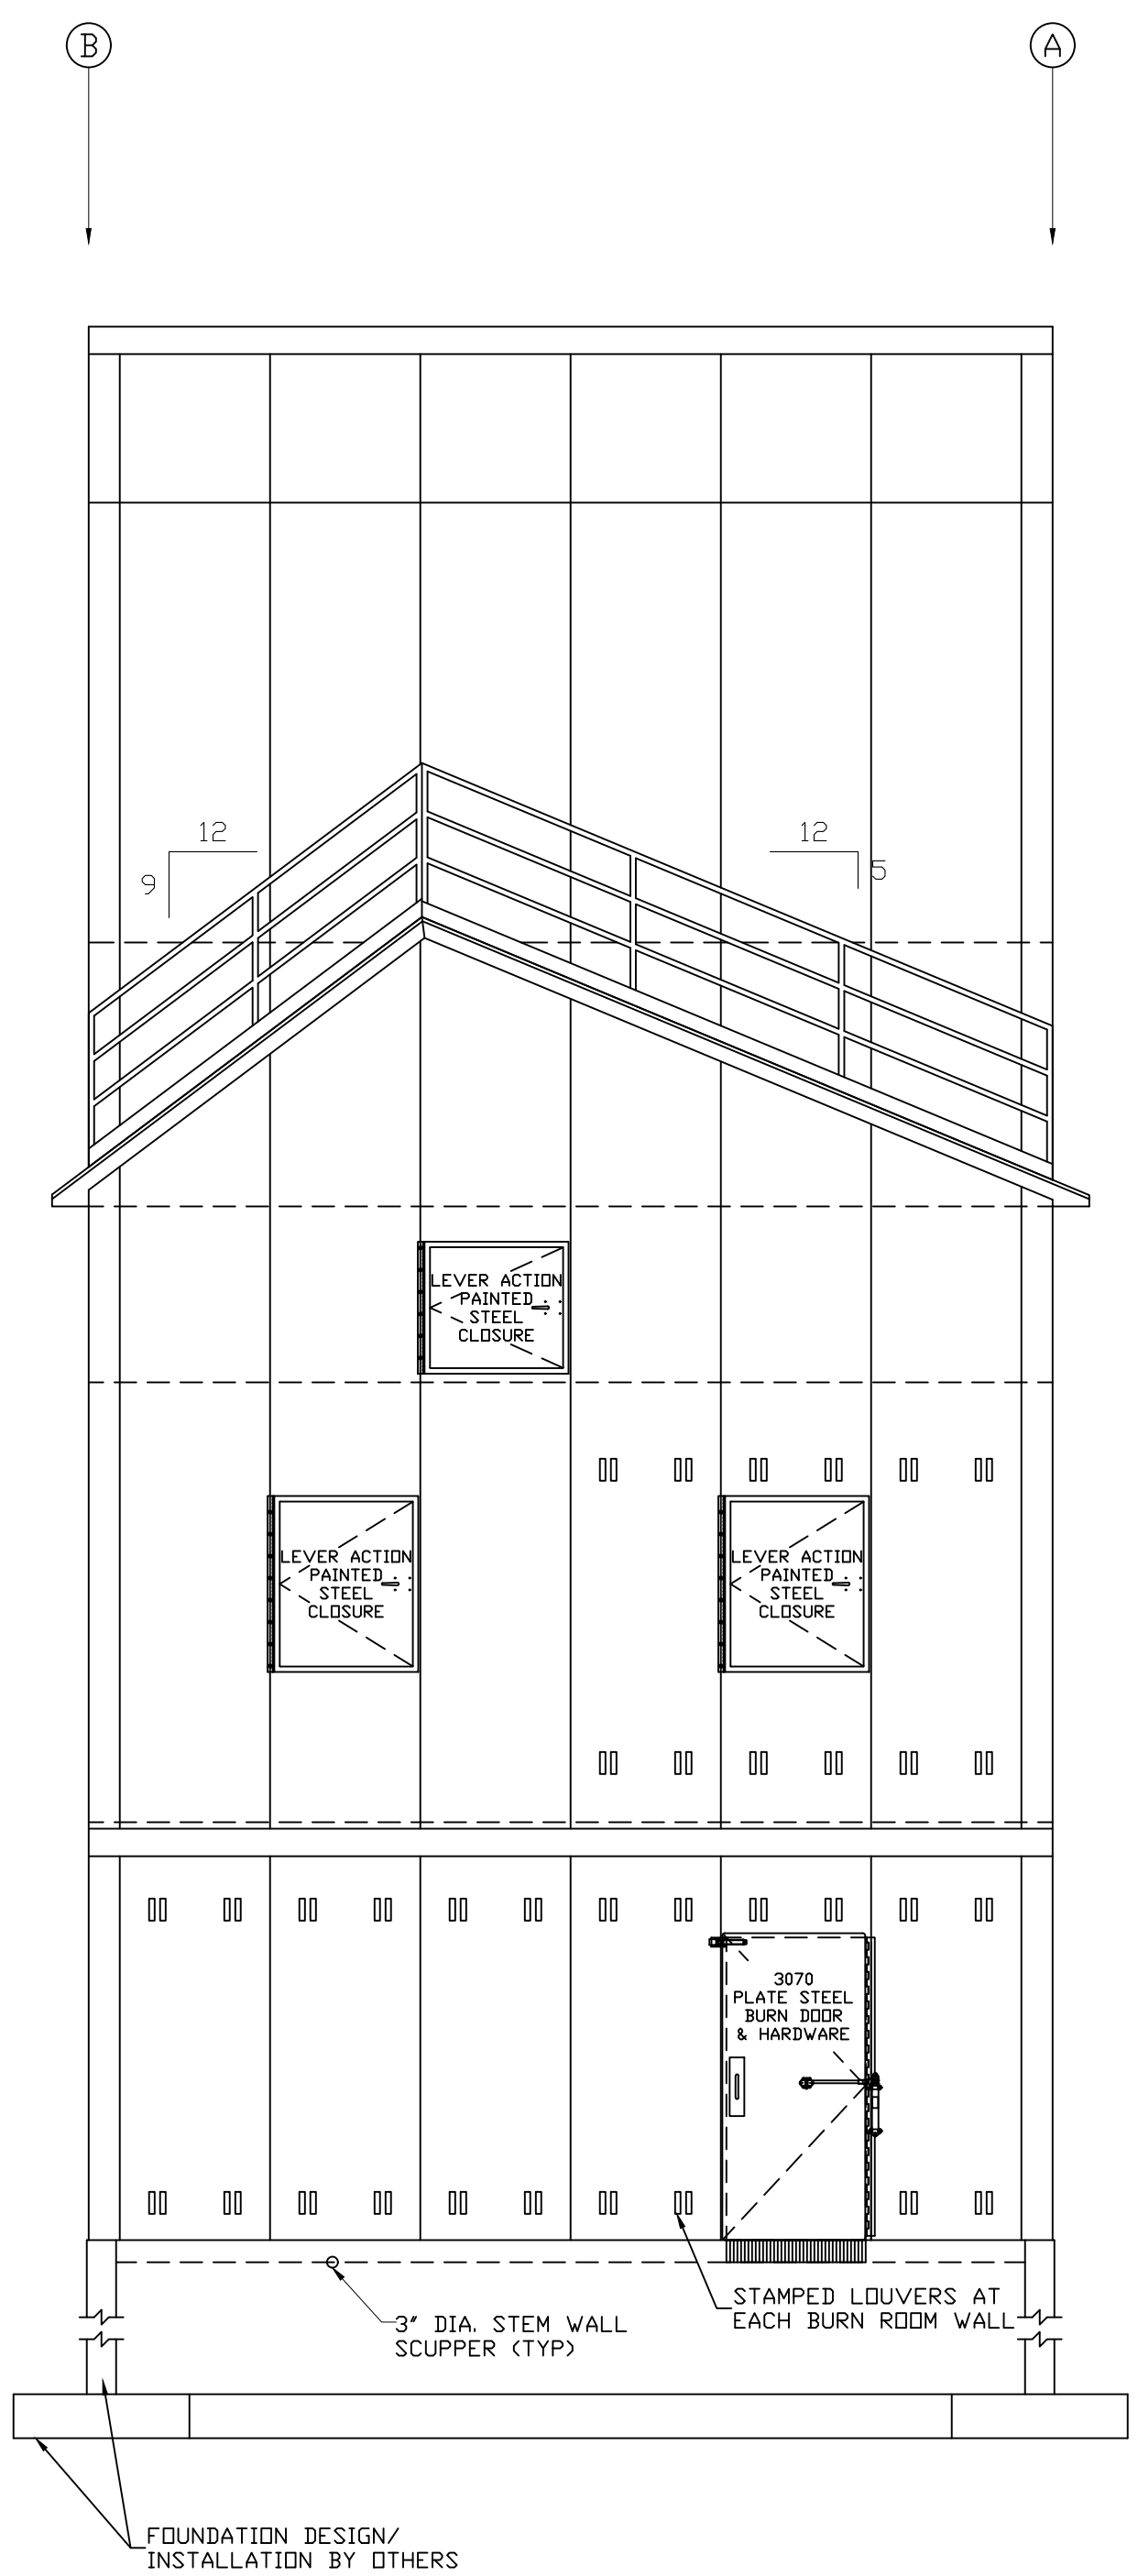 B
A
12
12
9
5
LEVER ACTION
PAINTED
STEEL
CLOSURE
LEVER ACTION
PAINTED
STEEL
CLOSURE
LEVER ACTION
PAINTED
STEEL
CLOSURE
3070
PLATE STEEL
BURN DOOR
& HARDWARE
STAMPED LOUVERS AT
EACH BURN ROOM WALL
3" DIA. STEM WALL
SCUPPER (TYP)
FOUNDATION DESIGN/
INSTALLATION BY OTHERS